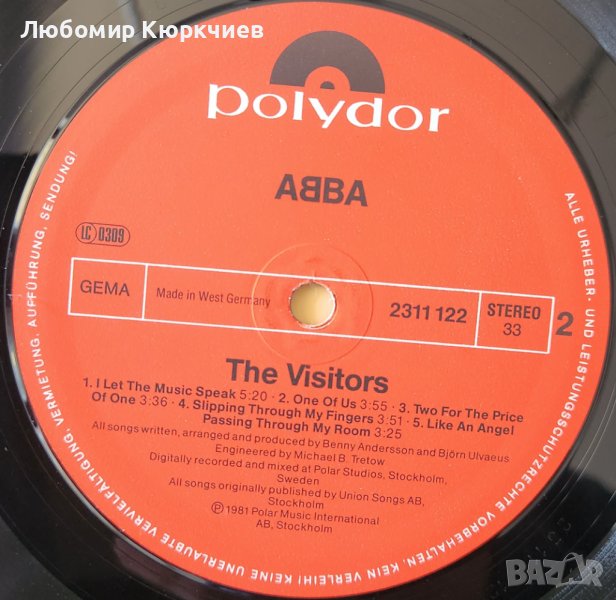 Любомир Кюркчиев
polydor
ABBA
LC 0309
GEMA
Made in West Germany
2311 122
STEREO
33
2
The Visitors
1. I Let The Music Speak 5:20 · 2. One Of Us 3:55 · 3. Two For The Price
Of One 3:36 · 4. Slipping Through My Fingers 3:51 · 5. Like An Angel
Passing Through My Room 3:25
All songs written, arranged and produced by Benny Andersson and Björn Ulvaeus
Engineered by Michael B. Tretow
Digitally recorded and mixed at Polar Studios, Stockholm,
Sweden
All songs originally published by Union Songs AB,
Stockholm
Ⓟ 1981 Polar Music International
AB, Stockholm
ALLE URHEBER- UND LEISTUNGSSCHUTZRECHTE VORBEHALTEN. KEIN VERLEIH! KEINE UNERLAUBTE VERVIELFÄLTIGUNG, VERMIETUNG, AUFFÜHRUNG, SENDUNG!
BAZAR